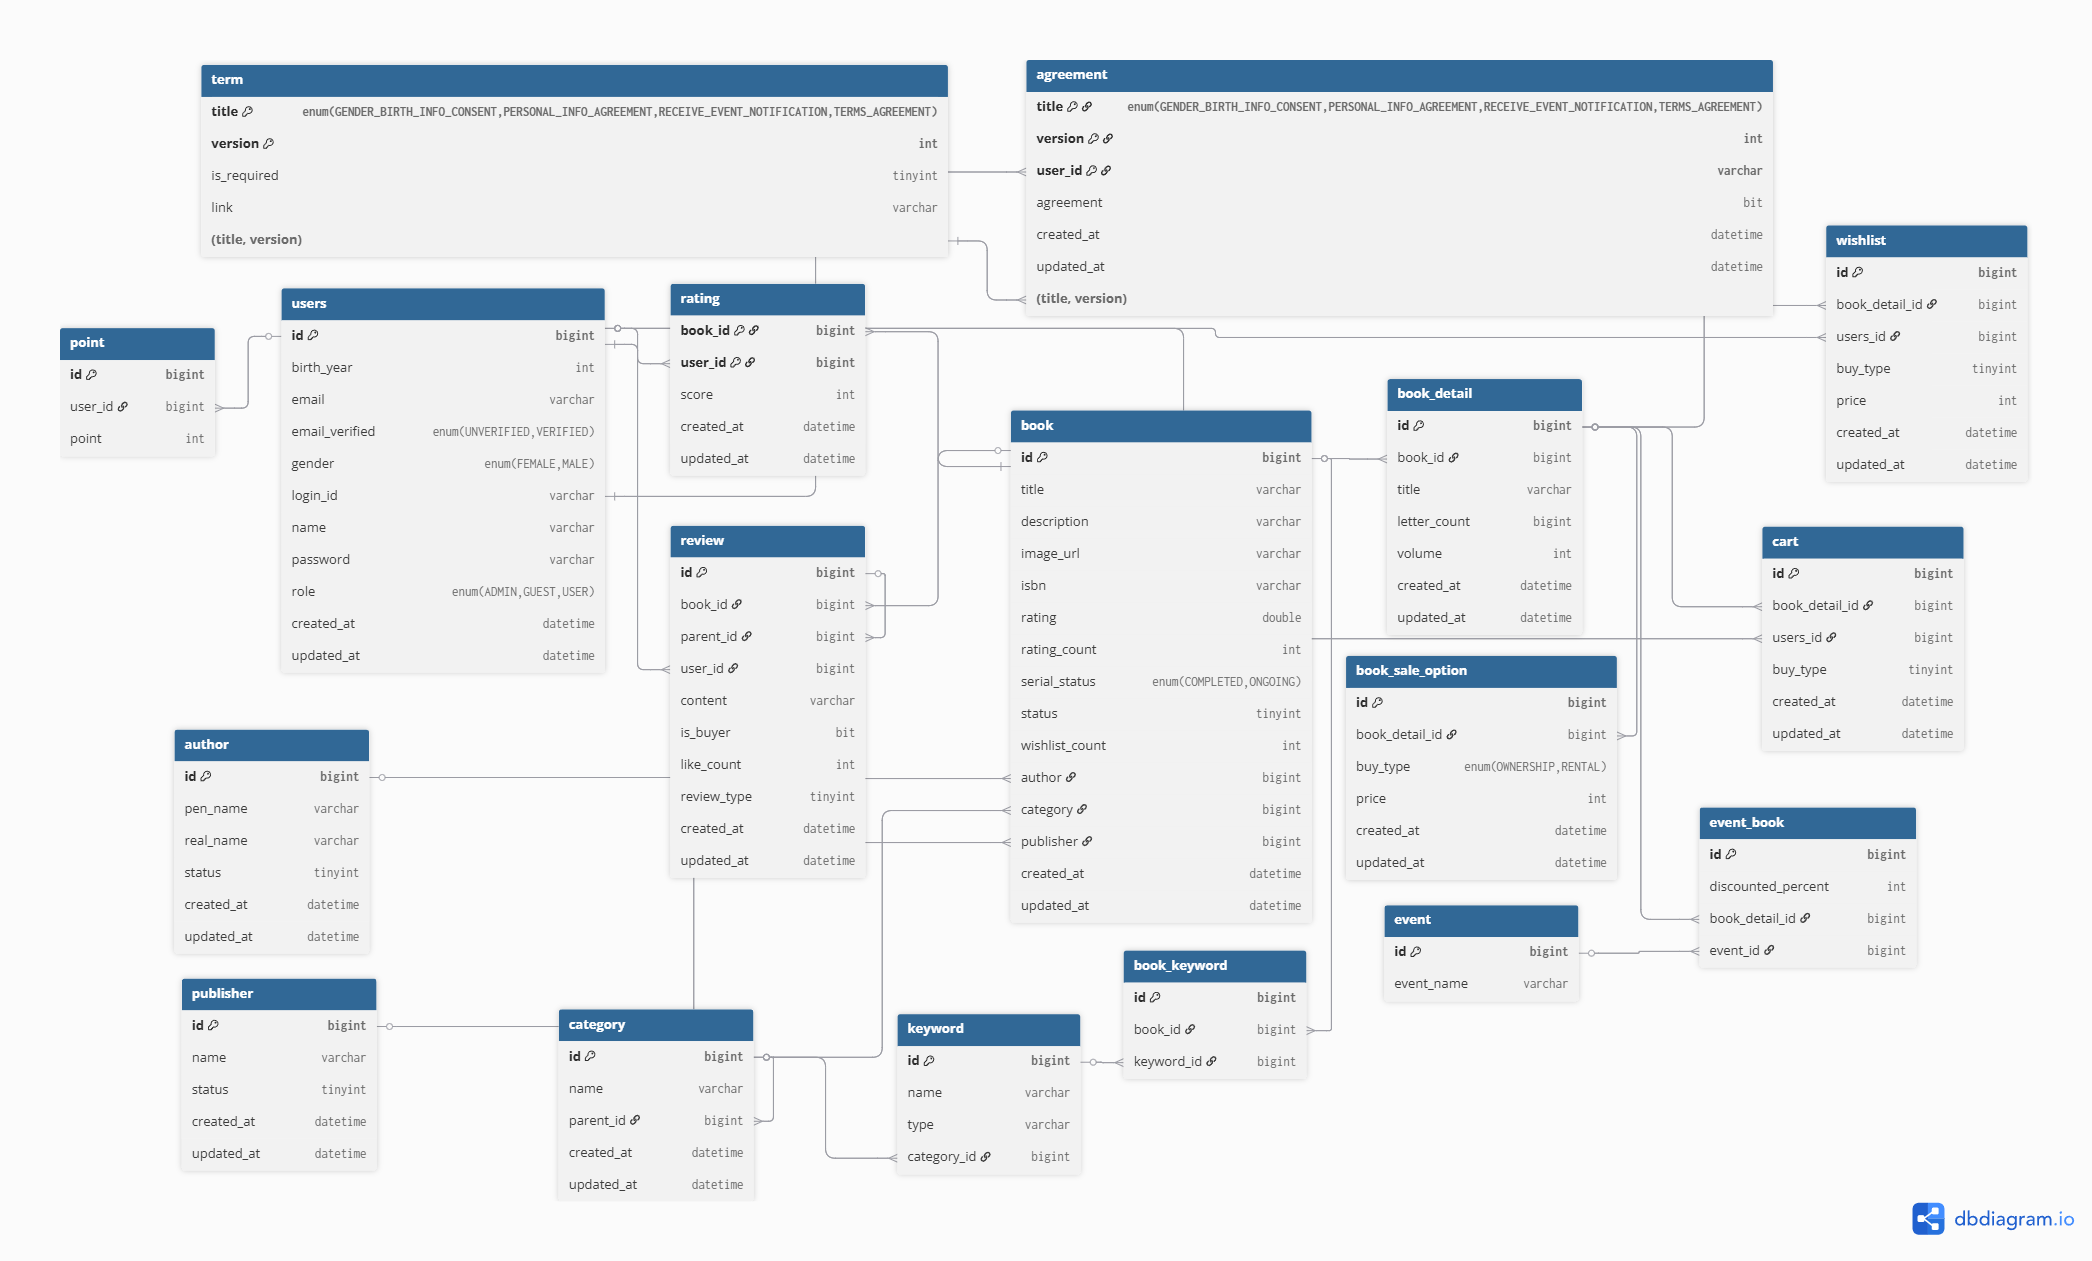 term
title enum(GENDER_BIRTH_INFO_CONSENT,PERSONAL_INFO_AGREEMENT,RECEIVE_EVENT_NOTIFICATION,TERMS_AGREEMENT)
version int
is_required tinyint
link varchar
(title, version)
agreement
title enum(GENDER_BIRTH_INFO_CONSENT,PERSONAL_INFO_AGREEMENT,RECEIVE_EVENT_NOTIFICATION,TERMS_AGREEMENT)
version int
user_id varchar
agreement bit
created_at datetime
updated_at datetime
(title, version)
wishlist
id bigint
book_detail_id bigint
users_id bigint
buy_type tinyint
price int
created_at datetime
updated_at datetime
point
id bigint
user_id bigint
point int
users
id bigint
birth_year int
email varchar
email_verified enum(UNVERIFIED,VERIFIED)
gender enum(FEMALE,MALE)
login_id varchar
name varchar
password varchar
role enum(ADMIN,GUEST,USER)
created_at datetime
updated_at datetime
rating
book_id bigint
user_id bigint
score int
created_at datetime
updated_at datetime
review
id bigint
book_id bigint
parent_id bigint
user_id bigint
content varchar
is_buyer bit
like_count int
review_type tinyint
created_at datetime
updated_at datetime
book
id bigint
title varchar
description varchar
image_url varchar
isbn varchar
rating double
rating_count int
serial_status enum(COMPLETED,ONGOING)
status tinyint
wishlist_count int
author bigint
category bigint
publisher bigint
created_at datetime
updated_at datetime
book_detail
id bigint
book_id bigint
title varchar
letter_count bigint
volume int
created_at datetime
updated_at datetime
cart
id bigint
book_detail_id bigint
users_id bigint
buy_type tinyint
created_at datetime
updated_at datetime
book_sale_option
id bigint
book_detail_id bigint
buy_type enum(OWNERSHIP,RENTAL)
price int
created_at datetime
updated_at datetime
author
id bigint
pen_name varchar
real_name varchar
status tinyint
created_at datetime
updated_at datetime
event_book
id bigint
discounted_percent int
book_detail_id bigint
event_id bigint
event
id bigint
event_name varchar
publisher
id bigint
name varchar
status tinyint
created_at datetime
updated_at datetime
category
id bigint
name varchar
parent_id bigint
created_at datetime
updated_at datetime
keyword
id bigint
name varchar
type varchar
category_id bigint
book_keyword
id bigint
book_id bigint
keyword_id bigint
dbdiagram.io